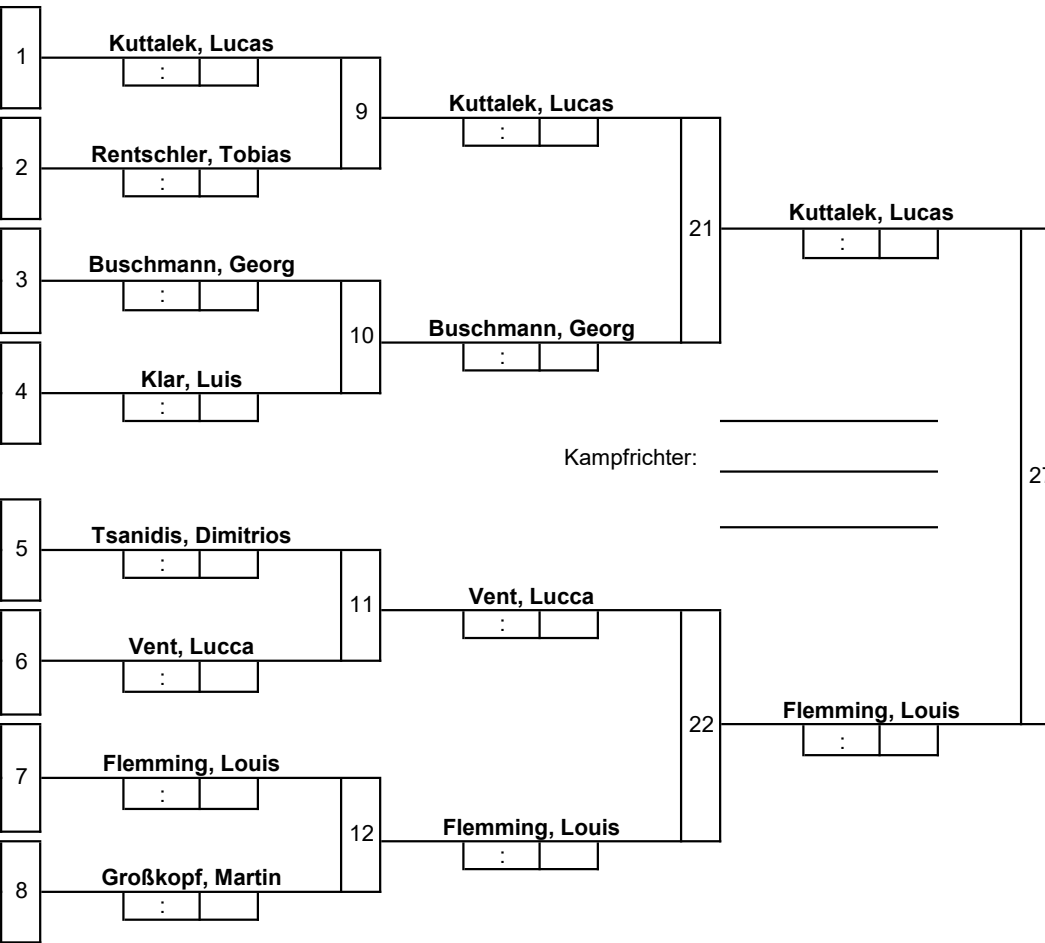 1
Kuttalek, Lucas
:
9
Kuttalek, Lucas
:
2
Rentschler, Tobias
:
21
Kuttalek, Lucas
:
3
Buschmann, Georg
:
10
Buschmann, Georg
:
4
Klar, Luis
:
Kampfrichter:
27
5
Tsanidis, Dimitrios
:
11
Vent, Lucca
:
6
Vent, Lucca
:
22
Flemming, Louis
:
7
Flemming, Louis
:
12
Flemming, Louis
:
8
Großkopf, Martin
: